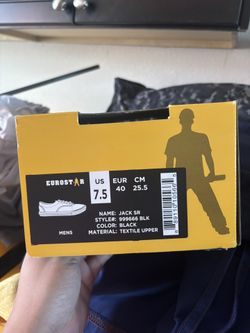 EUROSTAR
US EUR CM
7.5 40 25.5
NAME: JACK SR
STYLE#: 999666 BLK
COLOR: BLACK
MATERIAL: TEXTILE UPPER
MENS